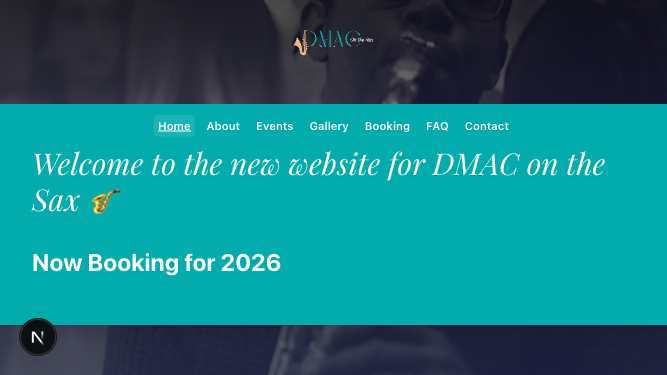 DMAC On the Sax
Home About Events Gallery Booking FAQ Contact
Welcome to the new website for DMAC on the
Sax
Now Booking for 2026
N